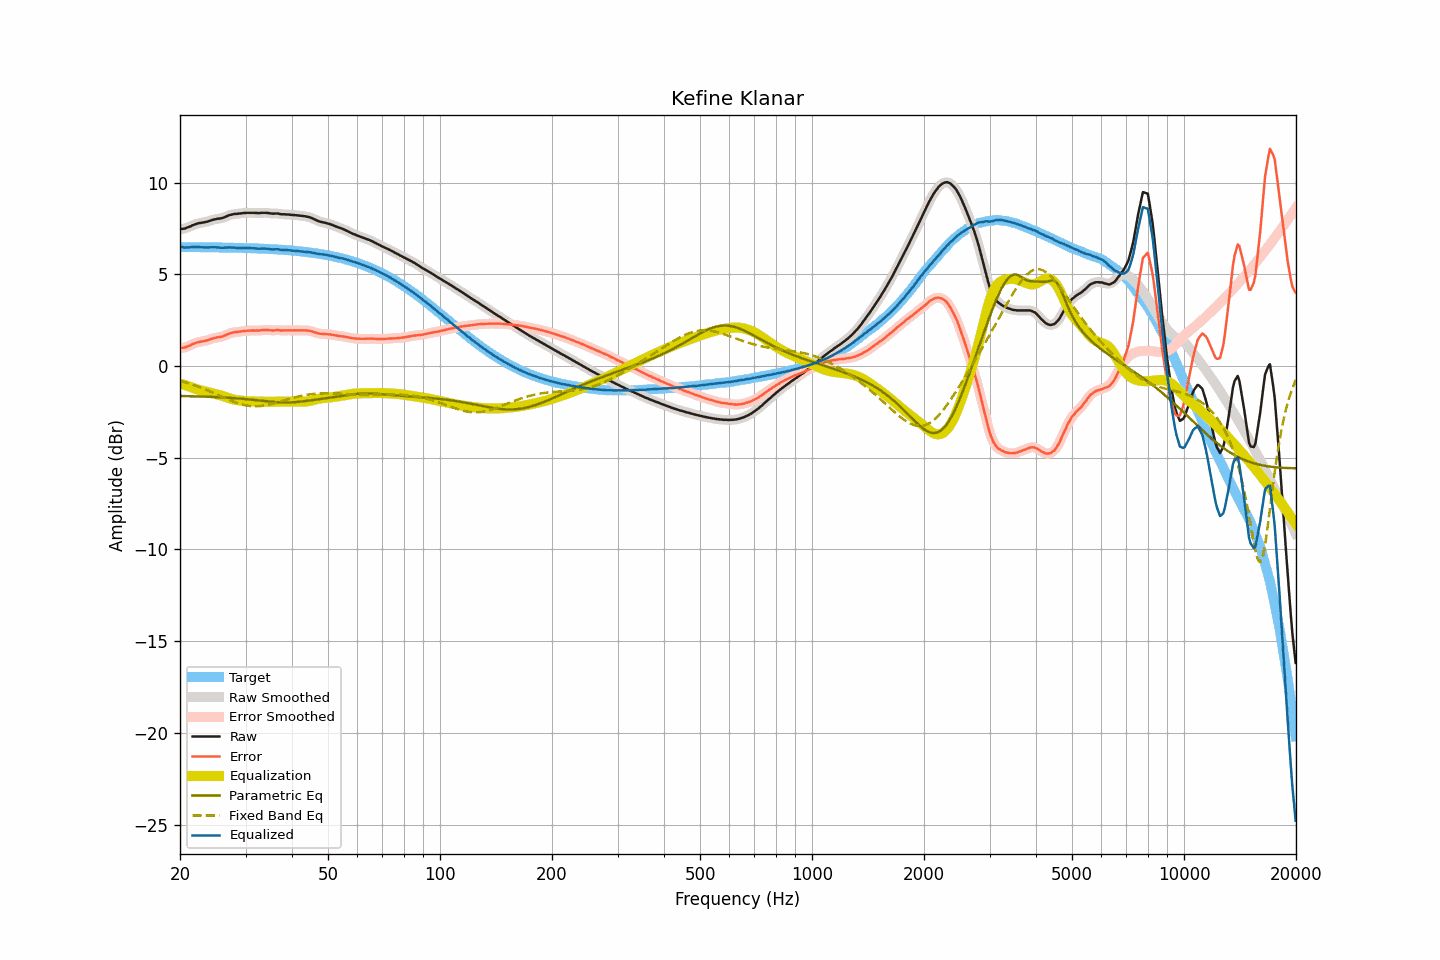 Kefine Klanar
10
5
0
−5
−10
−15
−20
−25
Amplitude (dBr)
Target
Raw Smoothed
Error Smoothed
Raw
Error
Equalization
Parametric Eq
Fixed Band Eq
Equalized
20 50 100 200 500 1000 2000 5000 10000 20000
Frequency (Hz)